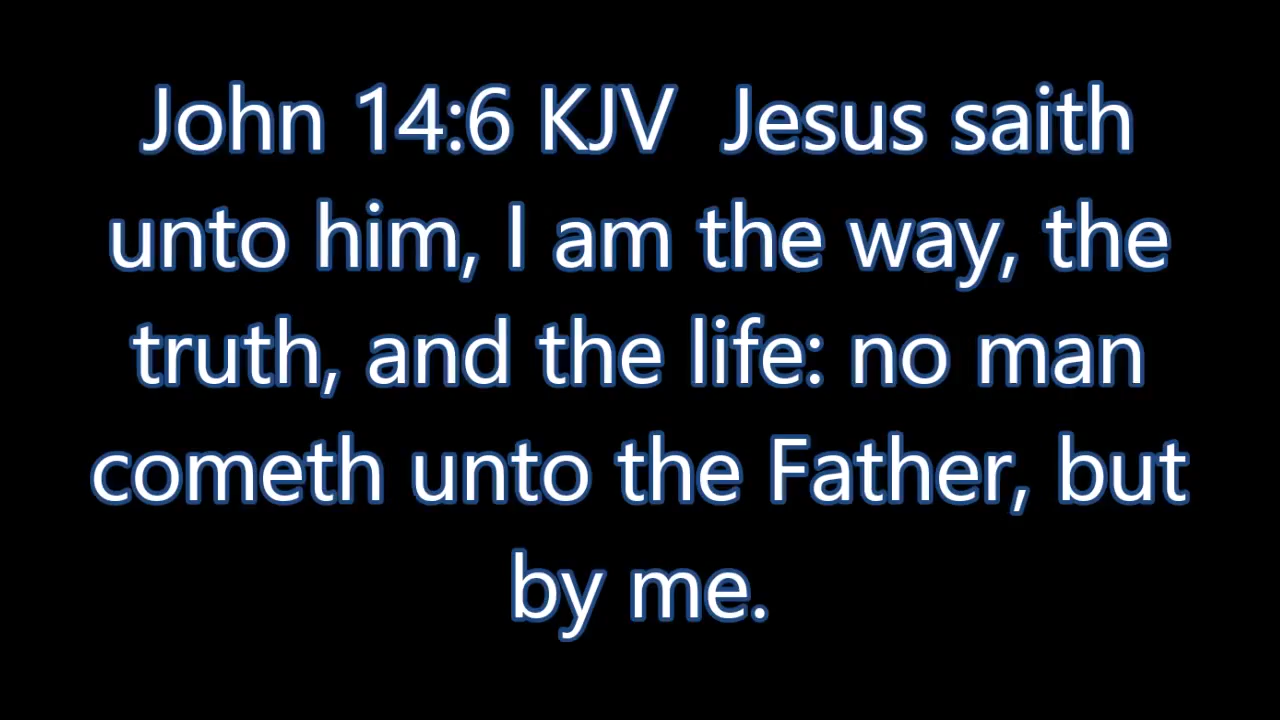 John 14:6 KJV  Jesus saith
unto him, I am the way, the
truth, and the life: no man
cometh unto the Father, but
by me.